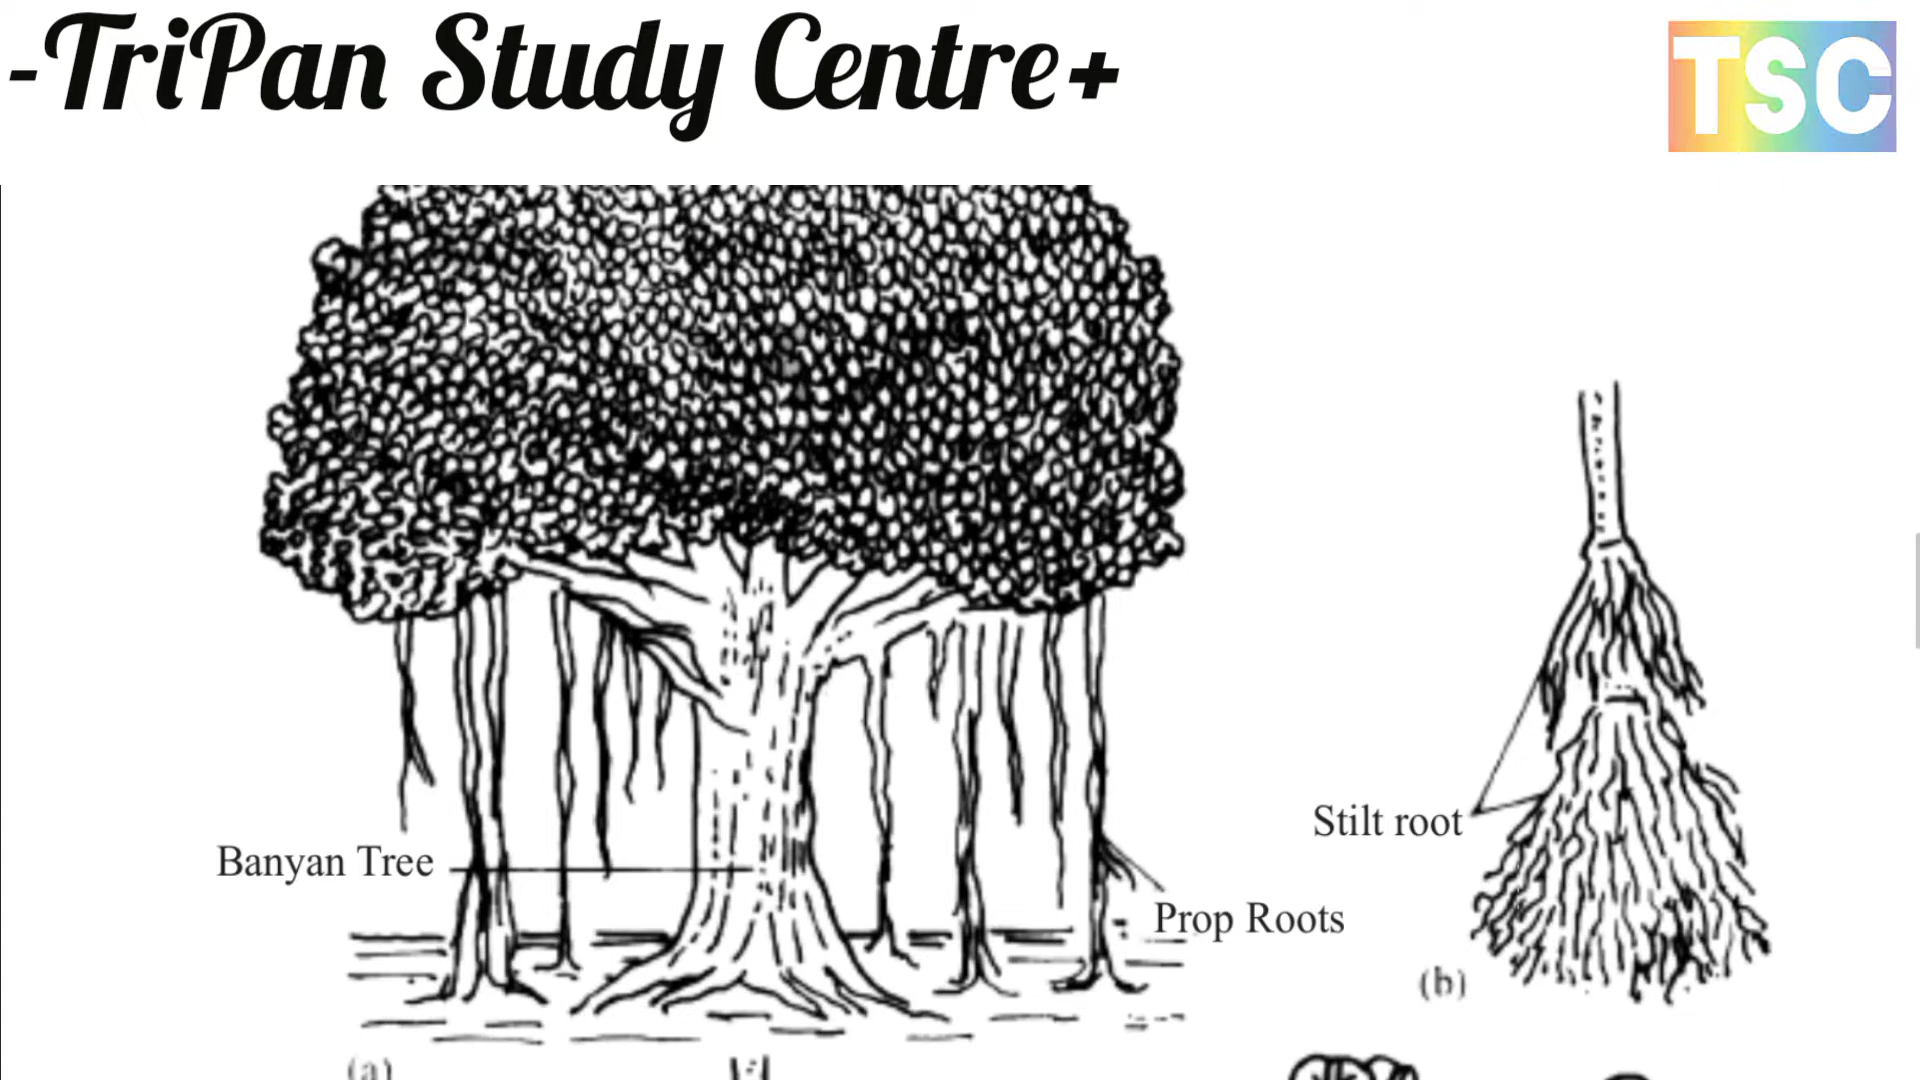 -TriPan Study Centre+
TSC
Stilt root
Banyan Tree
Prop Roots
(b)
(a)